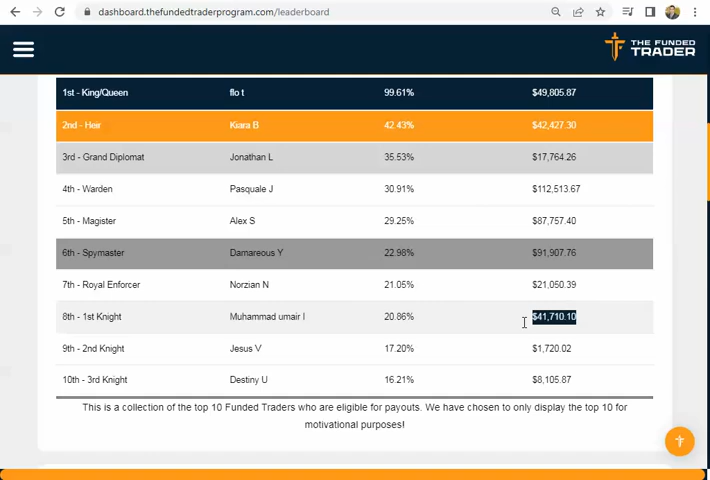 dashboard.thefundedtraderprogram.com/leaderboard
THE FUNDED
TRADER
1st - King/Queen flo t 99.61% $49,805.87
2nd - Heir Kiara B 42.43% $42,427.30
3rd - Grand Diplomat Jonathan L 35.53% $17,764.26
4th - Warden Pasquale J 30.91% $112,513.67
5th - Magister Alex S 29.25% $87,757.40
6th - Spymaster Damareous Y 22.98% $91,907.76
7th - Royal Enforcer Norzian N 21.05% $21,050.39
8th - 1st Knight Muhammad umair I 20.86% $41,710.10
9th - 2nd Knight Jesus V 17.20% $1,720.02
10th - 3rd Knight Destiny U 16.21% $8,105.87
This is a collection of the top 10 Funded Traders who are eligible for payouts. We have chosen to only display the top 10 for
motivational purposes!